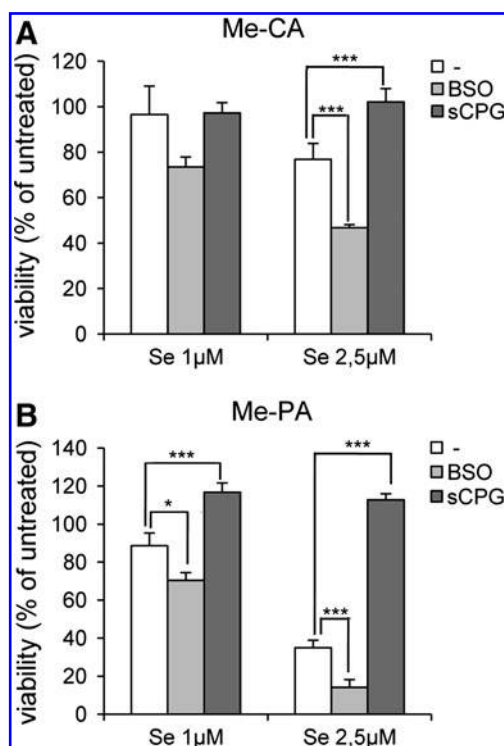 A
Me-CA
viability (% of untreated)
120
100
80
60
40
20
0
***
***
-
BSO
sCPG
Se 1µM
Se 2,5µM
B
Me-PA
viability (% of untreated)
140
120
100
80
60
40
20
0
***
*
***
***
-
BSO
sCPG
Se 1µM
Se 2,5µM